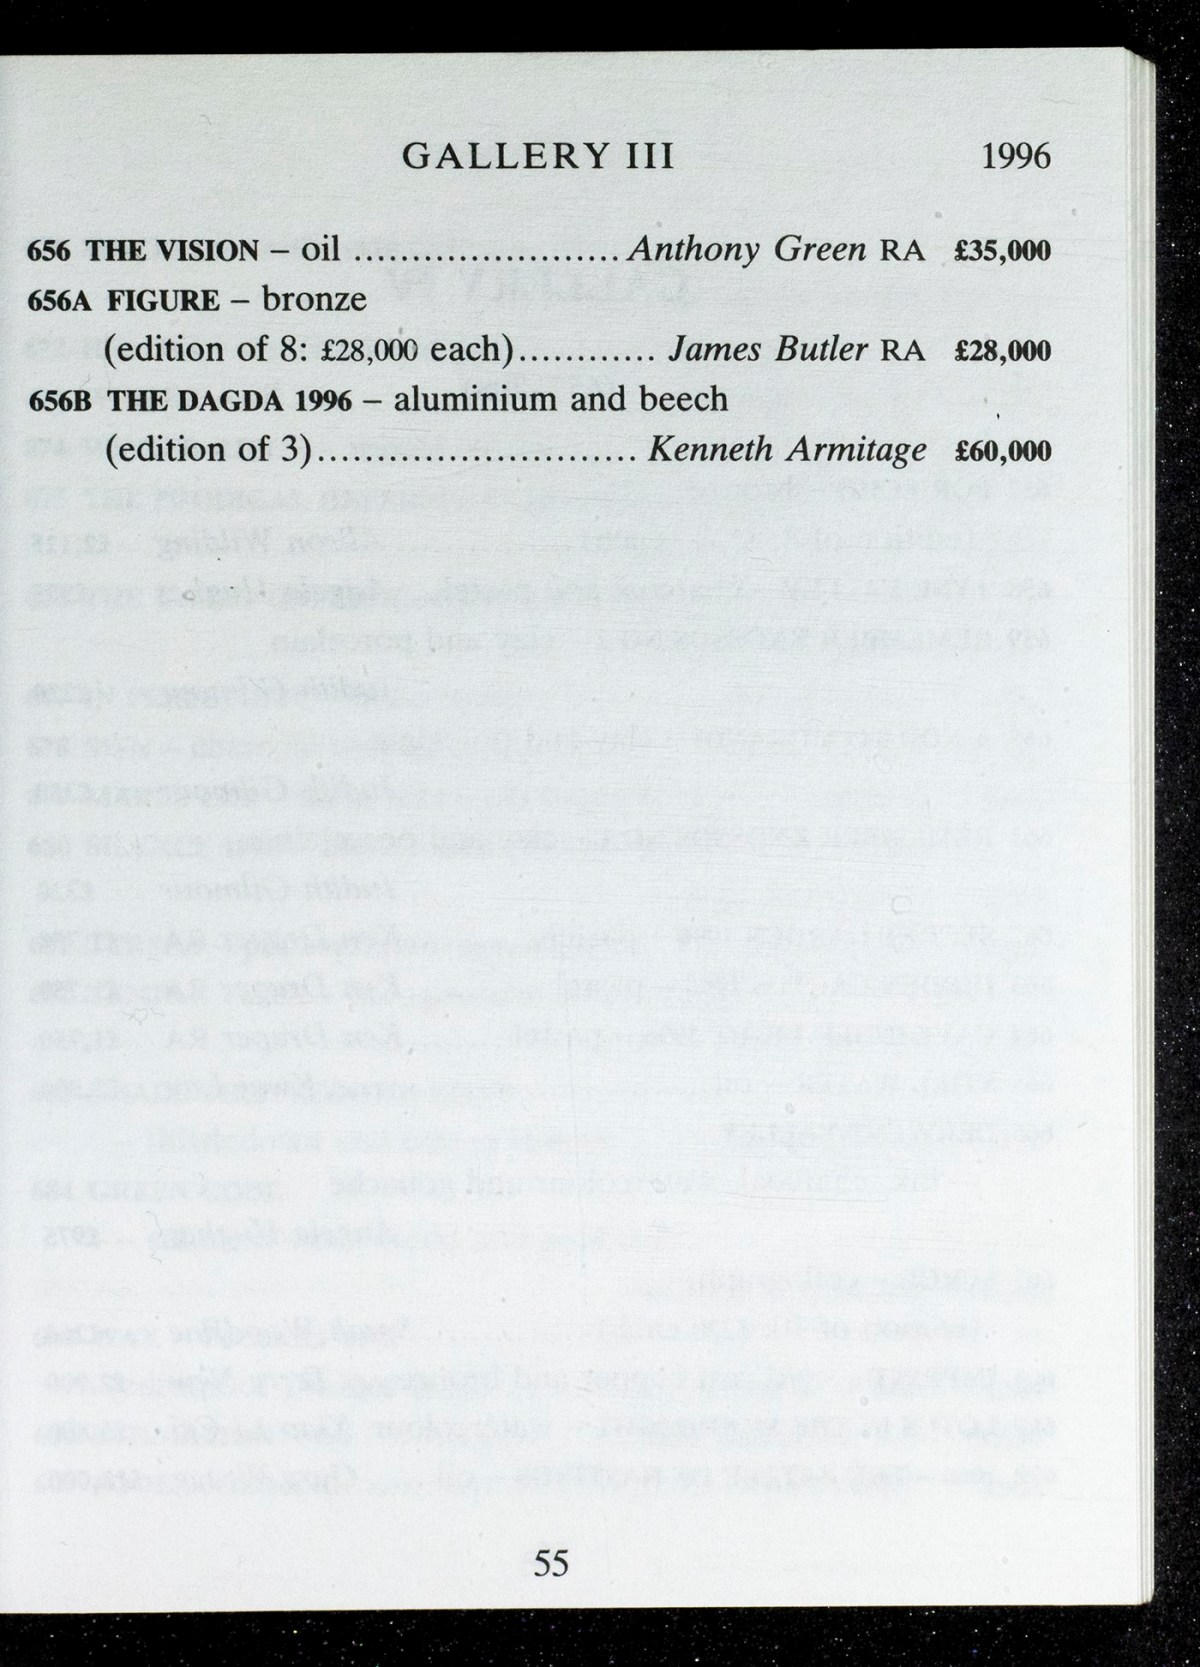 GALLERY III 1996
656 THE VISION – oil ...................... Anthony Green RA £35,000
656A FIGURE – bronze
(edition of 8: £28,000 each)............ James Butler RA £28,000
656B THE DAGDA 1996 – aluminium and beech
(edition of 3)........................... Kenneth Armitage £60,000
55